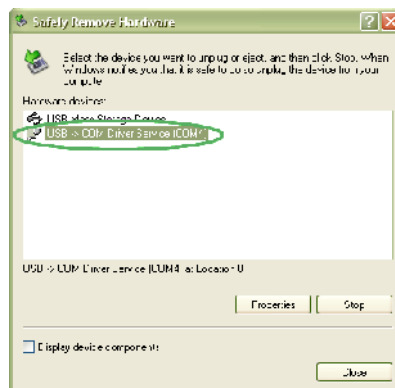 Safely Remove Hardware
Select the device you want to unplug or eject, and then click Stop. When
Windows notifies you that it is safe to do so unplug the device from your
computer
Hardware devices:
USB Mass Storage Device
USB -> COM Driver Service (COM4
USB -> COM Driver Service (COM4) at Location 0
Properties
Stop
Display device components
Close